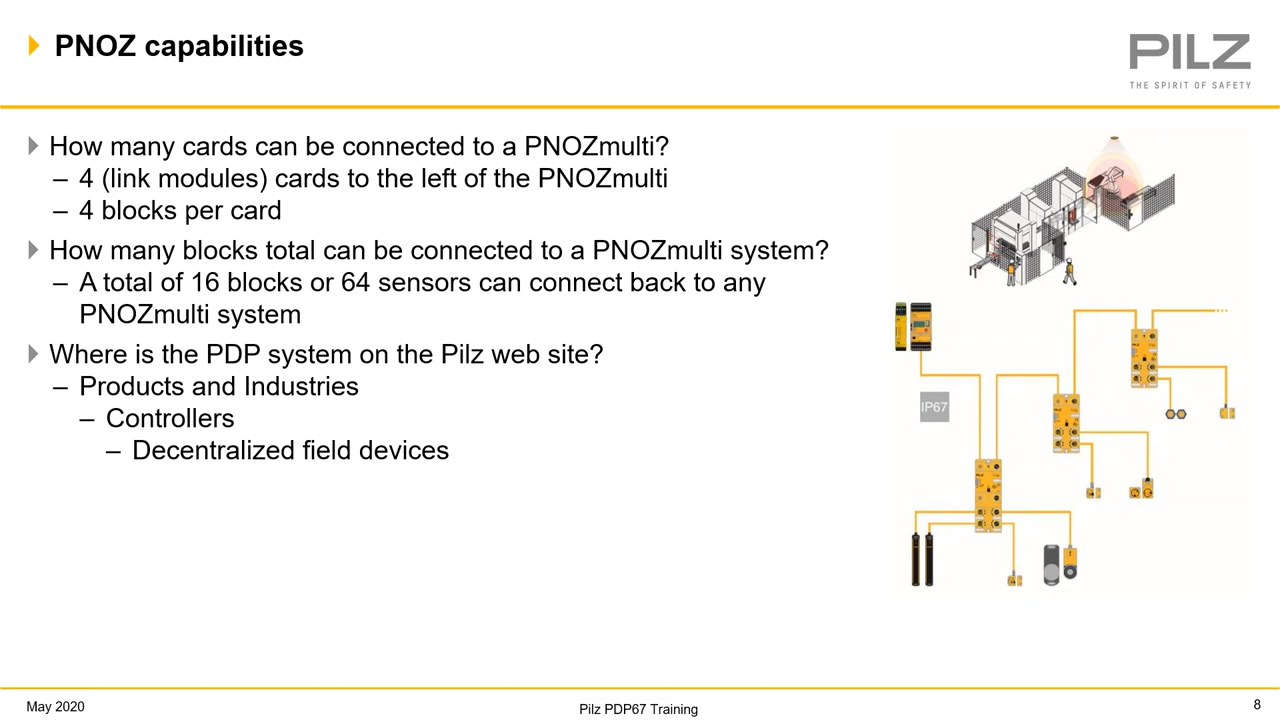 PNOZ capabilities
PILZ
THE SPIRIT OF SAFETY
How many cards can be connected to a PNOZmulti?
– 4 (link modules) cards to the left of the PNOZmulti
– 4 blocks per card
How many blocks total can be connected to a PNOZmulti system?
– A total of 16 blocks or 64 sensors can connect back to any
PNOZmulti system
Where is the PDP system on the Pilz web site?
– Products and Industries
– Controllers
– Decentralized field devices
IP67
PILZ
PILZ
PILZ
May 2020
Pilz PDP67 Training
8